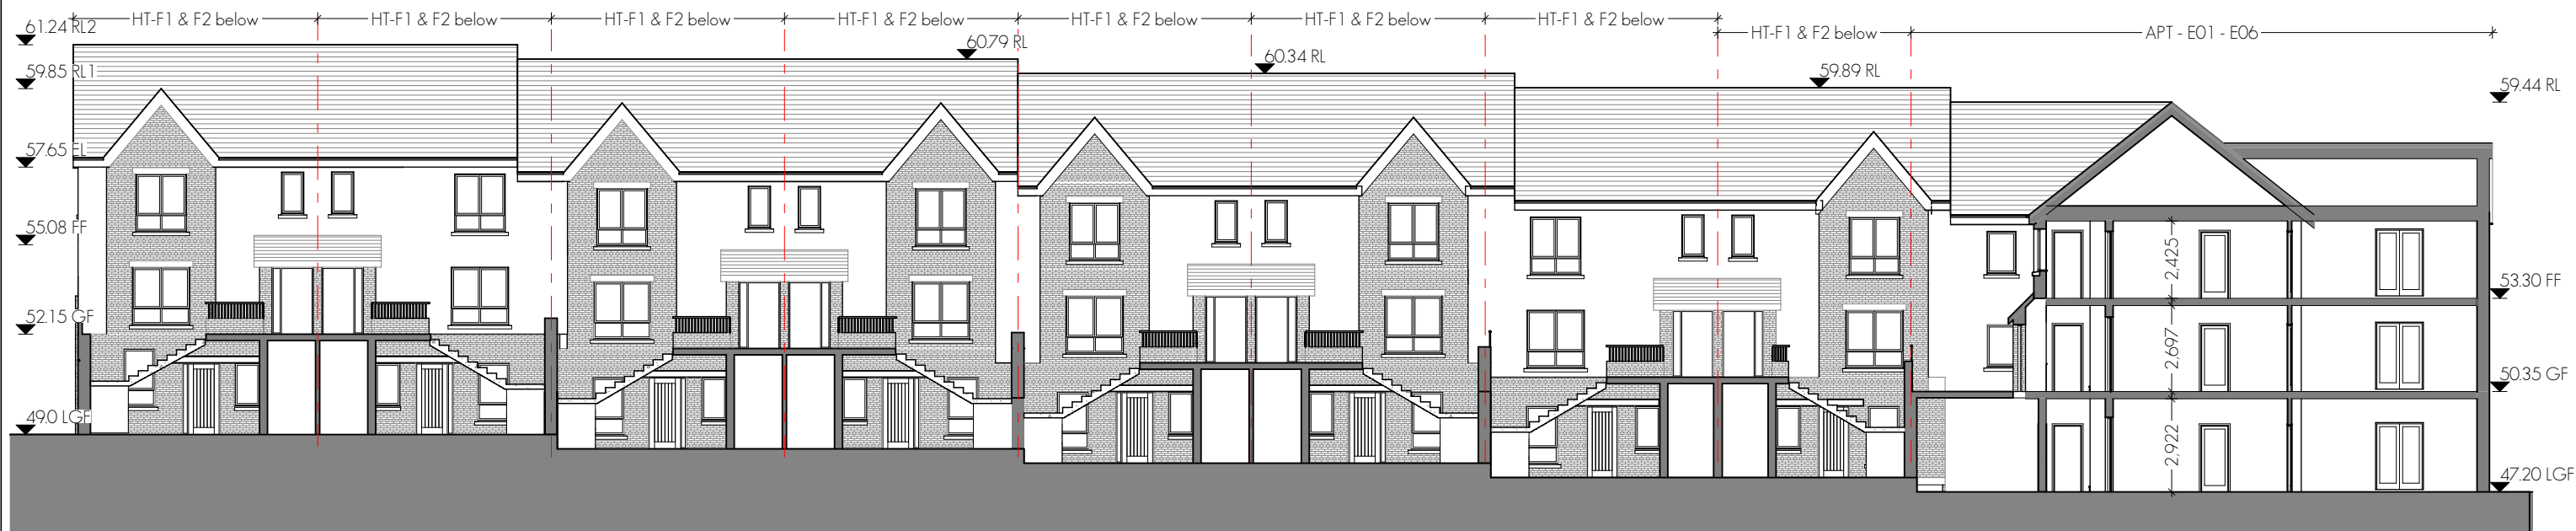 HT-F1 & F2 below
HT-F1 & F2 below
HT-F1 & F2 below
HT-F1 & F2 below
HT-F1 & F2 below
HT-F1 & F2 below
HT-F1 & F2 below
HT-F1 & F2 below
APT - E01 - E06
61.24 RL2
60.79 RL
60.34 RL
59.89 RL
59.44 RL
59.85 RL1
57.65 EL
55.08 FF
52.15 GF
49.0 LGF
2,425
2,697
2,922
53.30 FF
50.35 GF
47.20 LGF